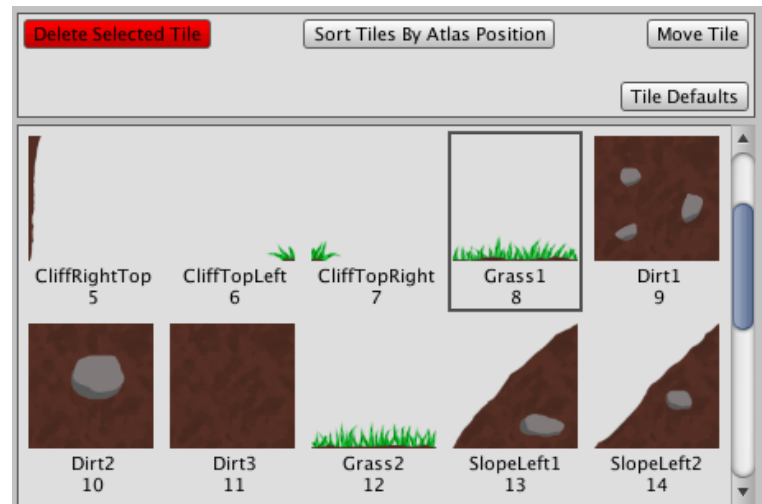 Delete Selected Tile
Sort Tiles By Atlas Position
Move Tile
Tile Defaults
CliffRightTop
5
CliffTopLeft
6
CliffTopRight
7
Grass1
8
Dirt1
9
Dirt2
10
Dirt3
11
Grass2
12
SlopeLeft1
13
SlopeLeft2
14